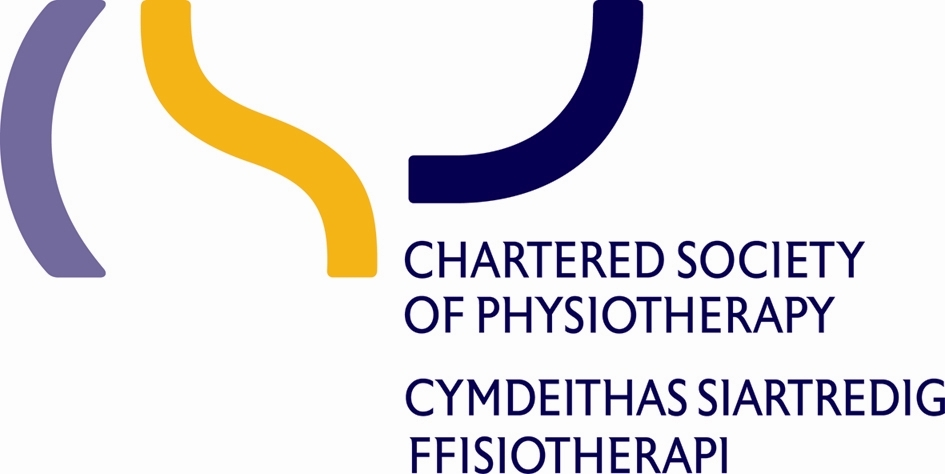 CHARTERED SOCIETY
OF PHYSIOTHERAPY
CYMDEITHAS SIARTREDIG
FFISIOTHERAPI